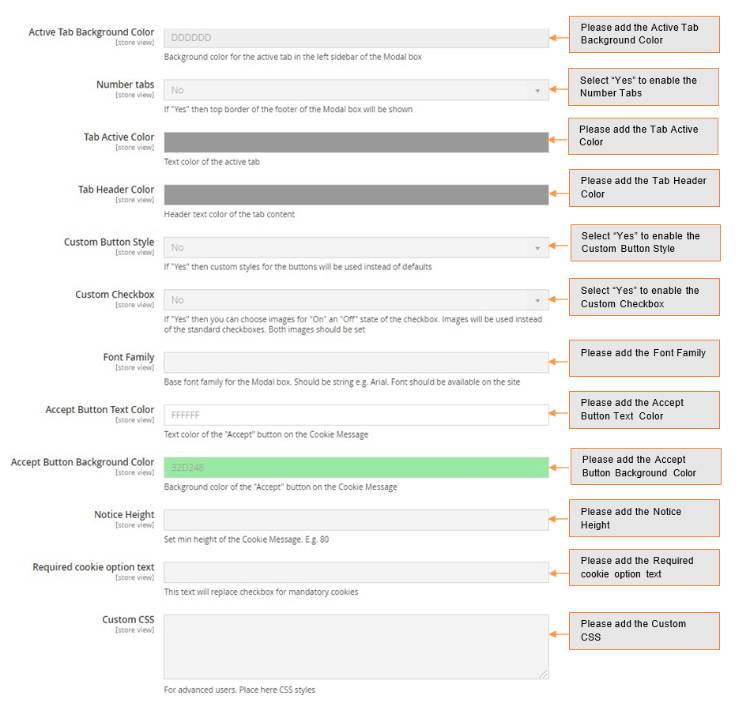 Active Tab Background Color
[store view]
DDDDDD
Background color for the active tab in the left sidebar of the Modal box
Please add the Active Tab
Background Color
Number tabs
[store view]
No
If "Yes" then top border of the footer of the Modal box will be shown
Select “Yes” to enable the
Number Tabs
Tab Active Color
[store view]
Text color of the active tab
Please add the Tab Active
Color
Tab Header Color
[store view]
Header text color of the tab content
Please add the Tab Header
Color
Custom Button Style
[store view]
No
If "Yes" then custom styles for the buttons will be used instead of defaults
Select “Yes” to enable the
Custom Button Style
Custom Checkbox
[store view]
No
If "Yes" then you can choose images for "On" an "Off" state of the checkbox. Images will be used instead
of the standard checkboxes. Both images should be set
Select “Yes” to enable the
Custom Checkbox
Font Family
[store view]
Base font family for the Modal box. Should be string e.g. Arial. Font should be available on the site
Please add the Font Family
Accept Button Text Color
[store view]
FFFFFF
Text color of the "Accept" button on the Cookie Message
Please add the Accept
Button Text Color
Accept Button Background Color
[store view]
32D248
Background color of the "Accept" button on the Cookie Message
Please add the Accept
Button Background Color
Notice Height
[store view]
Set min height of the Cookie Message. E.g. 80
Please add the Notice
Height
Required cookie option text
[store view]
This text will replace checkbox for mandatory cookies
Please add the Required
cookie option text
Custom CSS
[store view]
For advanced users. Place here CSS styles
Please add the Custom
CSS